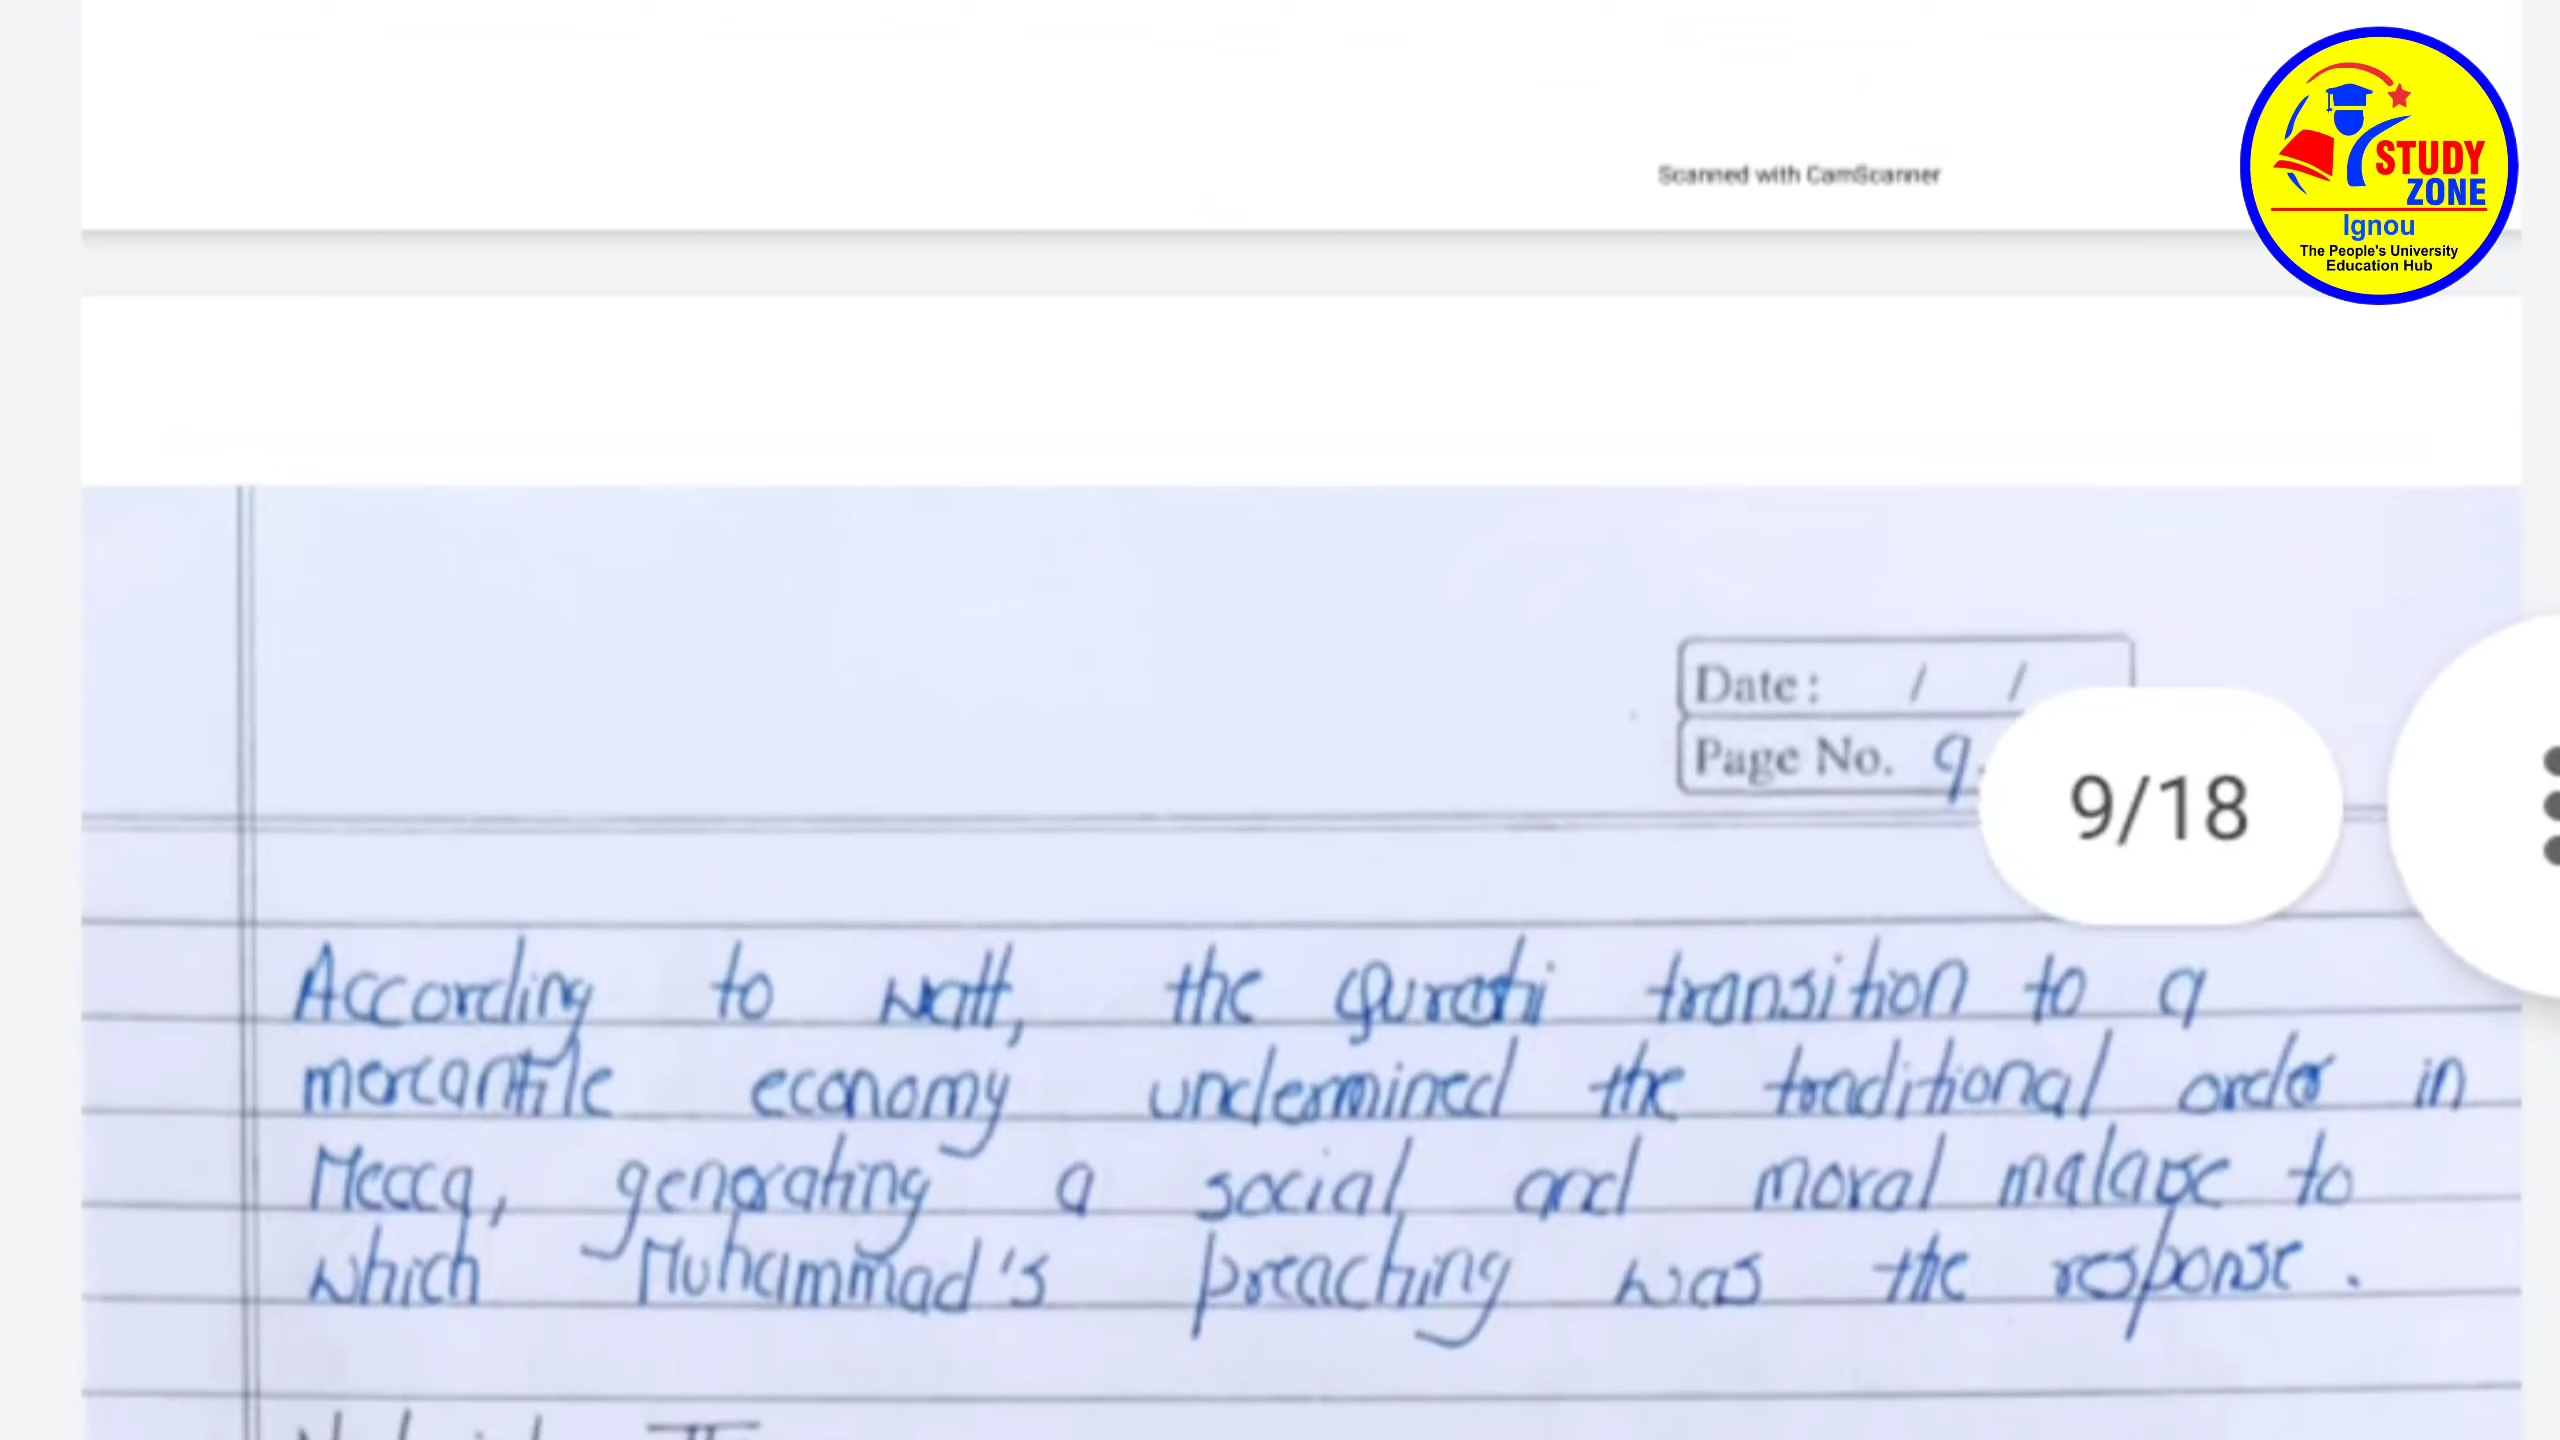 Scanned with CamScanner
STUDY
ZONE
Ignou
The People's University
Education Hub
Date: / /
Page No. 9.
9/18
According to watt, the qurashi transition to a
mercantile economy undermined the traditional order in
Mecca, generating a social and moral malaise to
which Muhammad's preaching was the response.